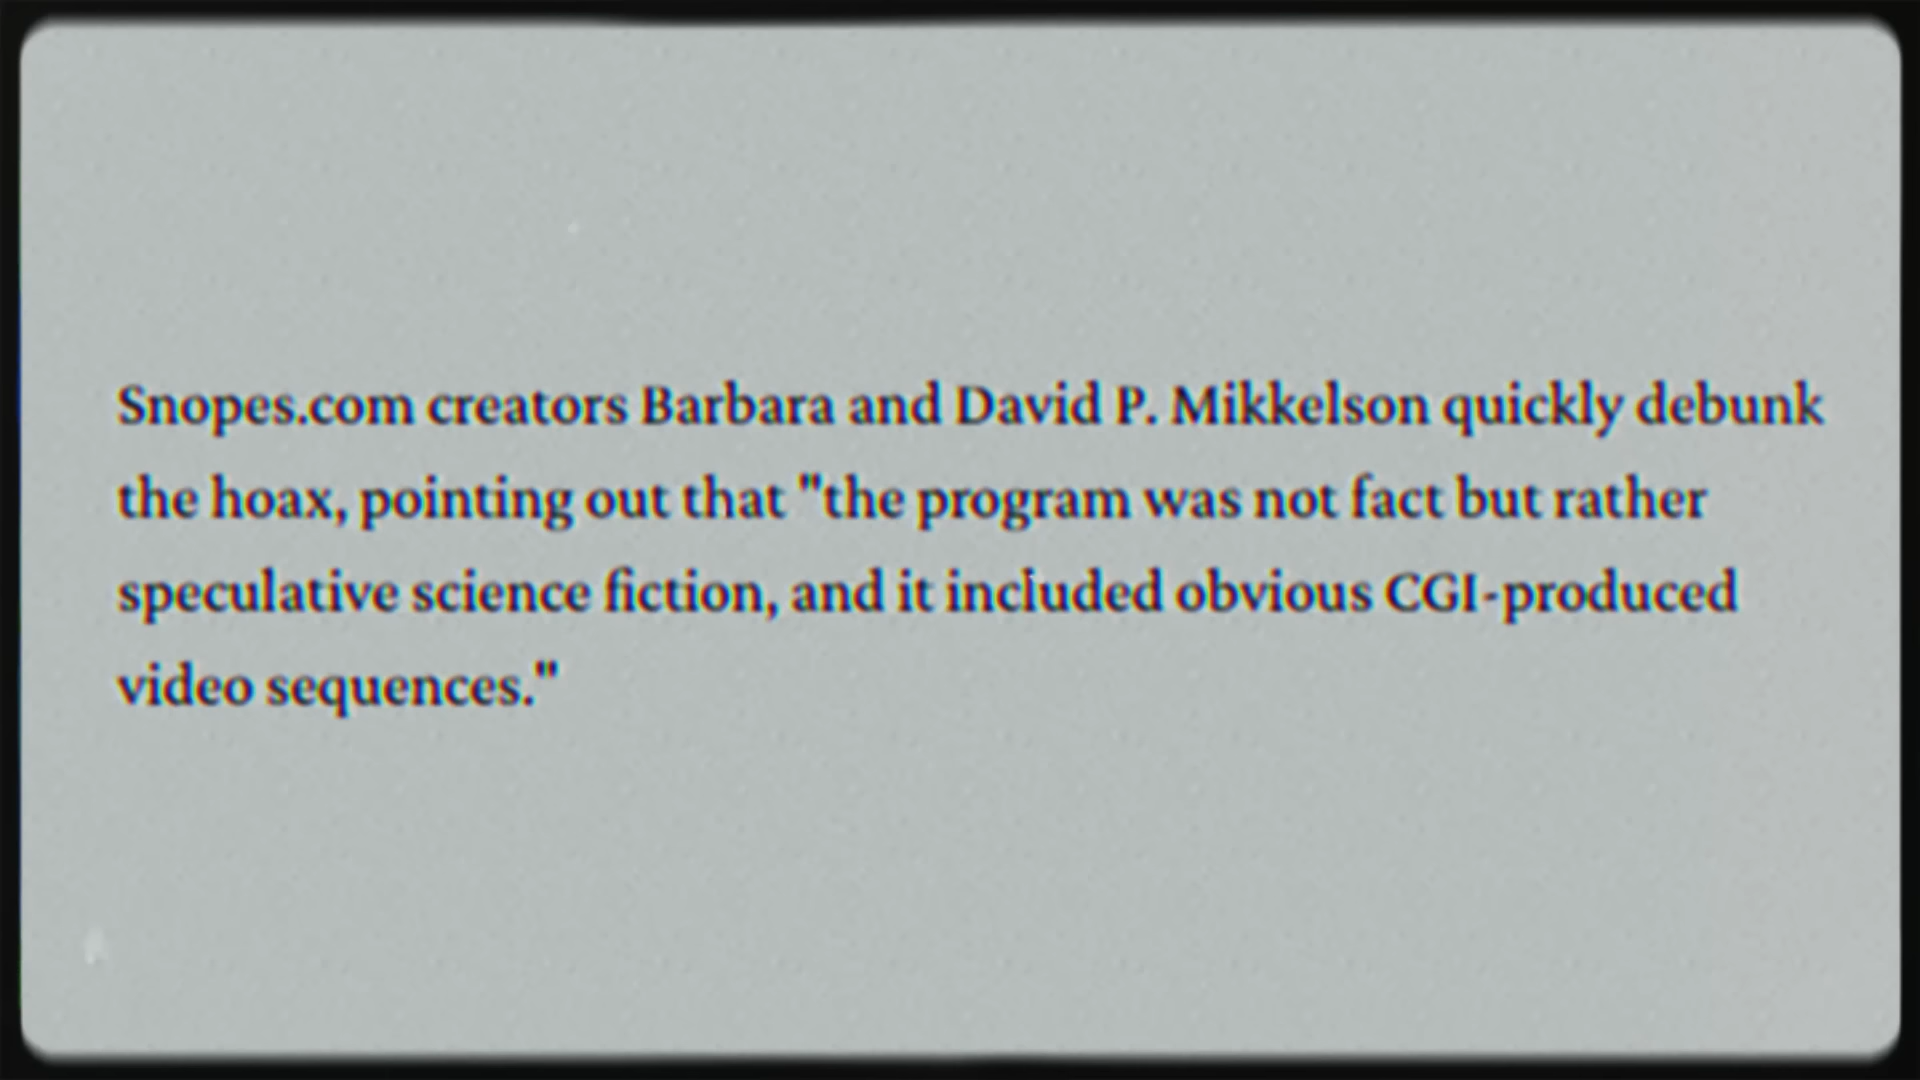 Snopes.com creators Barbara and David P. Mikkelson quickly debunk
the hoax, pointing out that "the program was not fact but rather
speculative science fiction, and it included obvious CGI-produced
video sequences."